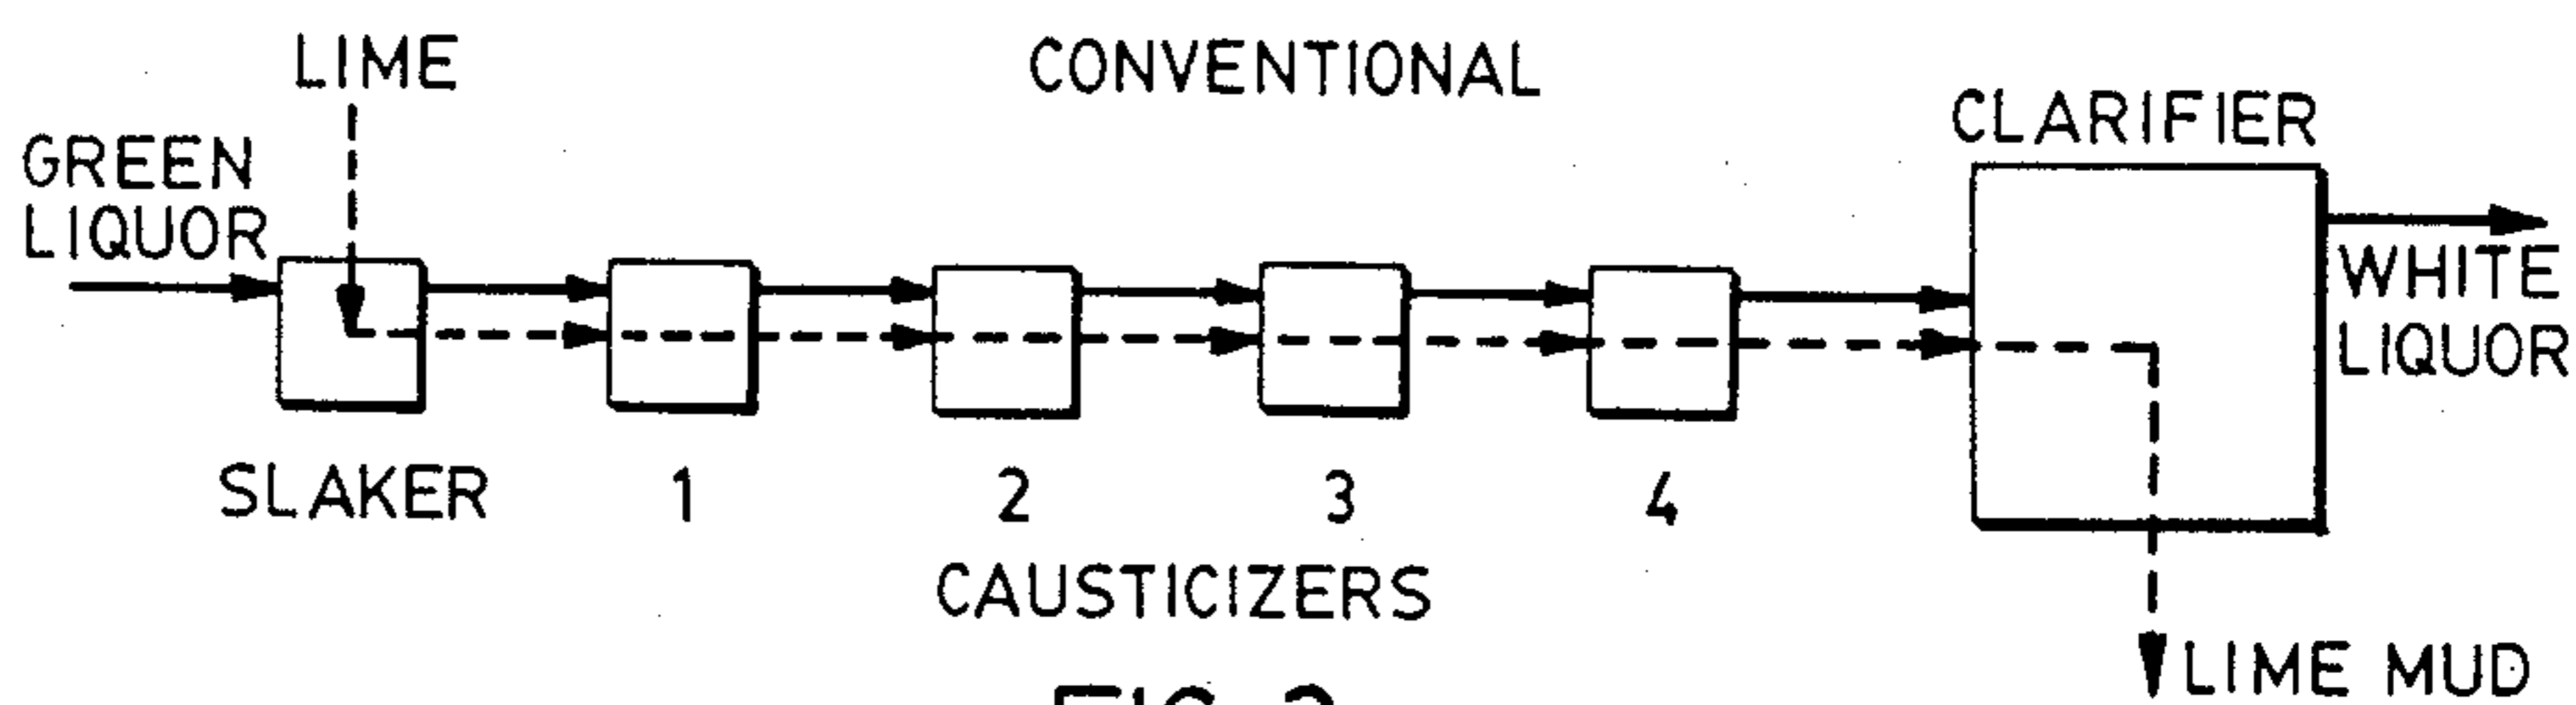 LIME
CONVENTIONAL
CLARIFIER
GREEN
LIQUOR
WHITE
LIQUOR
SLAKER
1
2
3
4
CAUSTICIZERS
LIME MUD